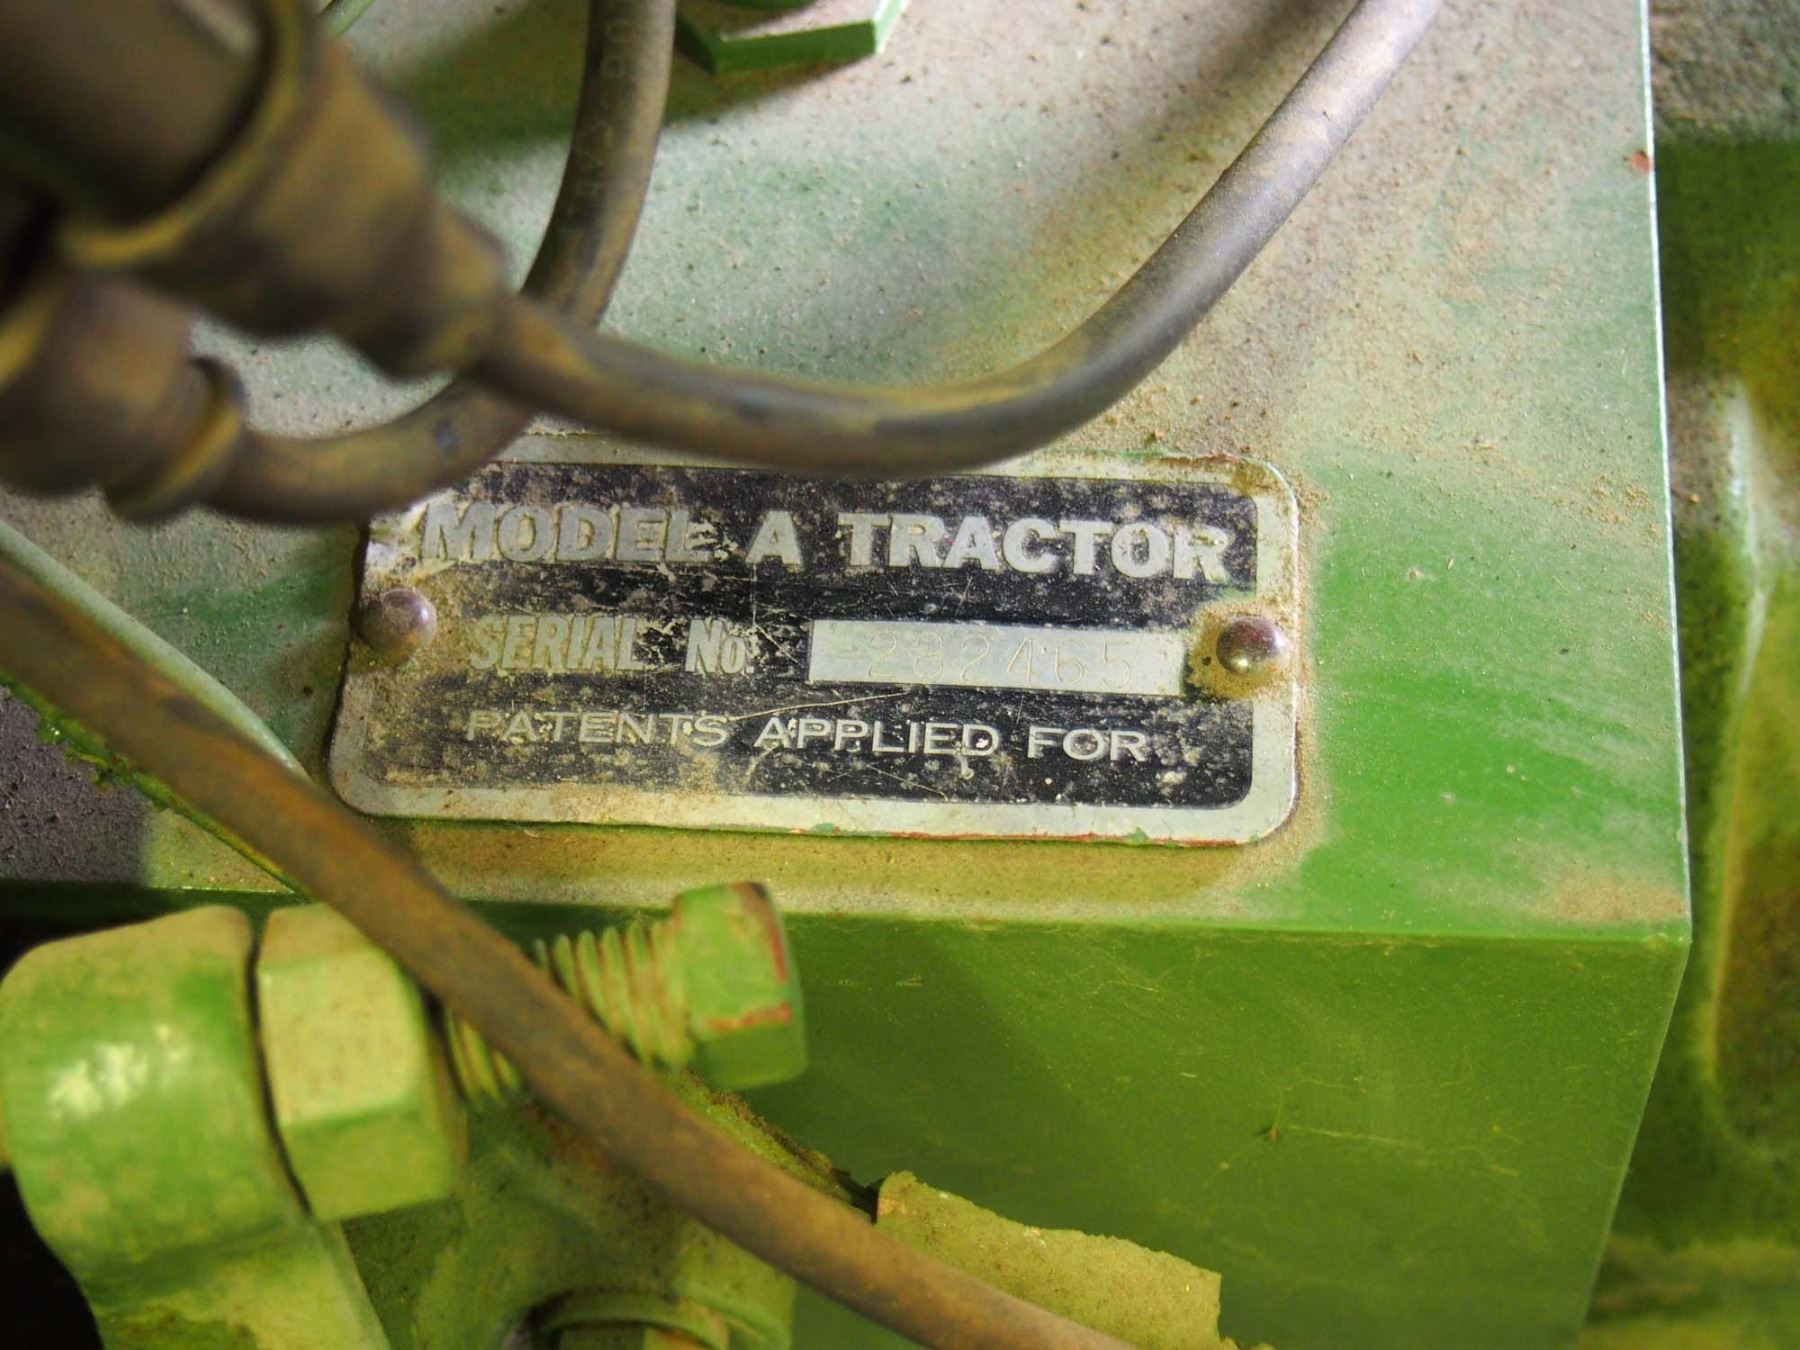 MODEL A TRACTOR
SERIAL No. 282465
PATENTS APPLIED FOR